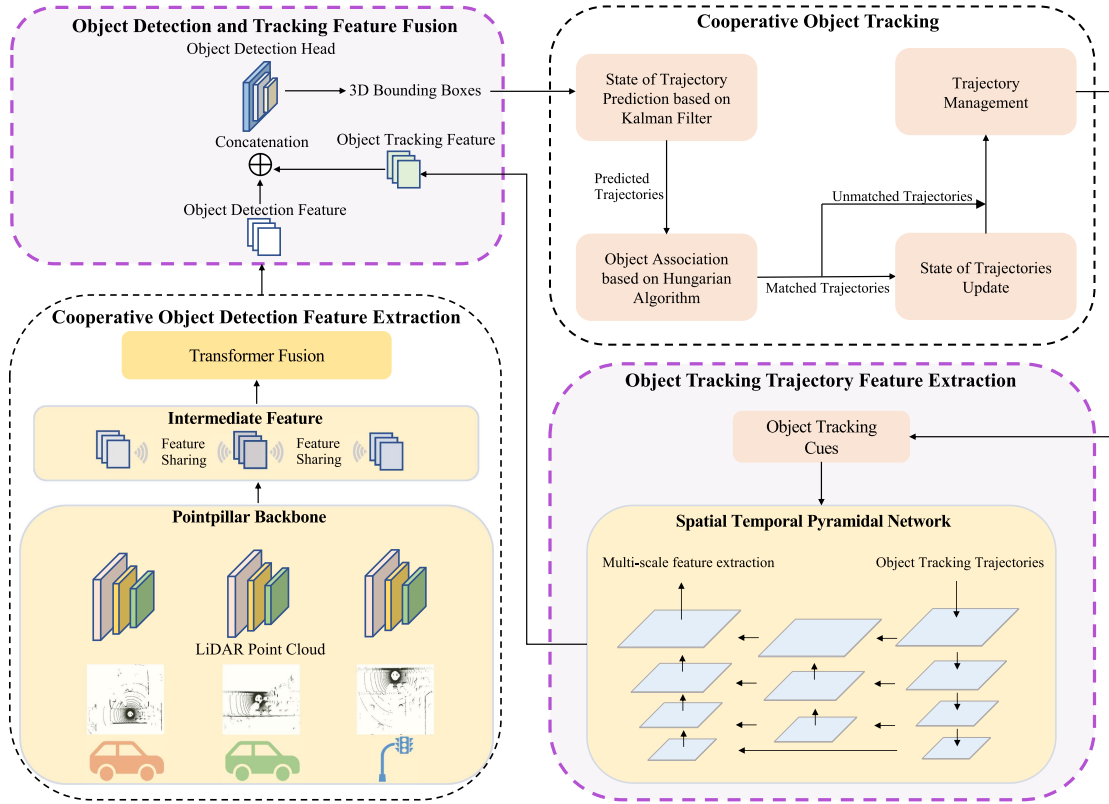 Object Detection and Tracking Feature Fusion
Object Detection Head
3D Bounding Boxes
Concatenation
Object Tracking Feature
Object Detection Feature
Cooperative Object Tracking
State of Trajectory
Prediction based on
Kalman Filter
Trajectory
Management
Predicted
Trajectories
Unmatched Trajectories
Object Association
based on Hungarian
Algorithm
Matched Trajectories
State of Trajectories
Update
Cooperative Object Detection Feature Extraction
Transformer Fusion
Intermediate Feature
Feature
Sharing
Feature
Sharing
Pointpillar Backbone
LiDAR Point Cloud
Object Tracking Trajectory Feature Extraction
Object Tracking
Cues
Spatial Temporal Pyramidal Network
Multi-scale feature extraction
Object Tracking Trajectories